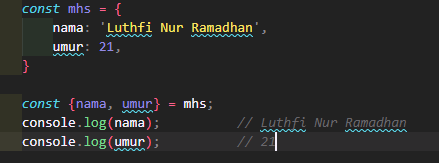 const mhs = {
    nama: 'Luthfi Nur Ramadhan',
    umur: 21,
}
const {nama, umur} = mhs;
console.log(nama);          // Luthfi Nur Ramadhan
console.log(umur);          // 21